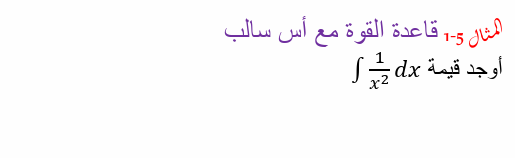 المثال 5-1 قاعدة القوة مع أس سالب
أوجد قيمة ∫ 1/x² dx